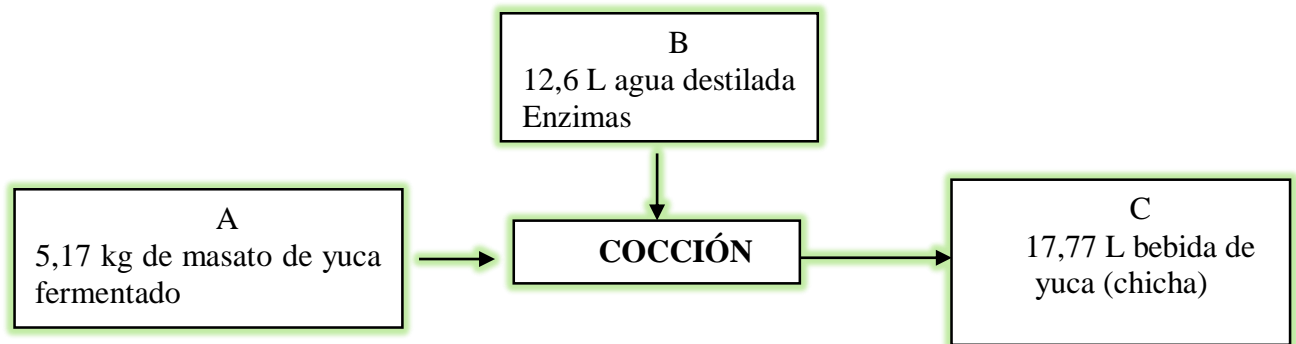 B
12,6 L agua destilada
Enzimas
A
5,17 kg de masato de yuca
fermentado
COCCIÓN
C
17,77 L bebida de
yuca (chicha)